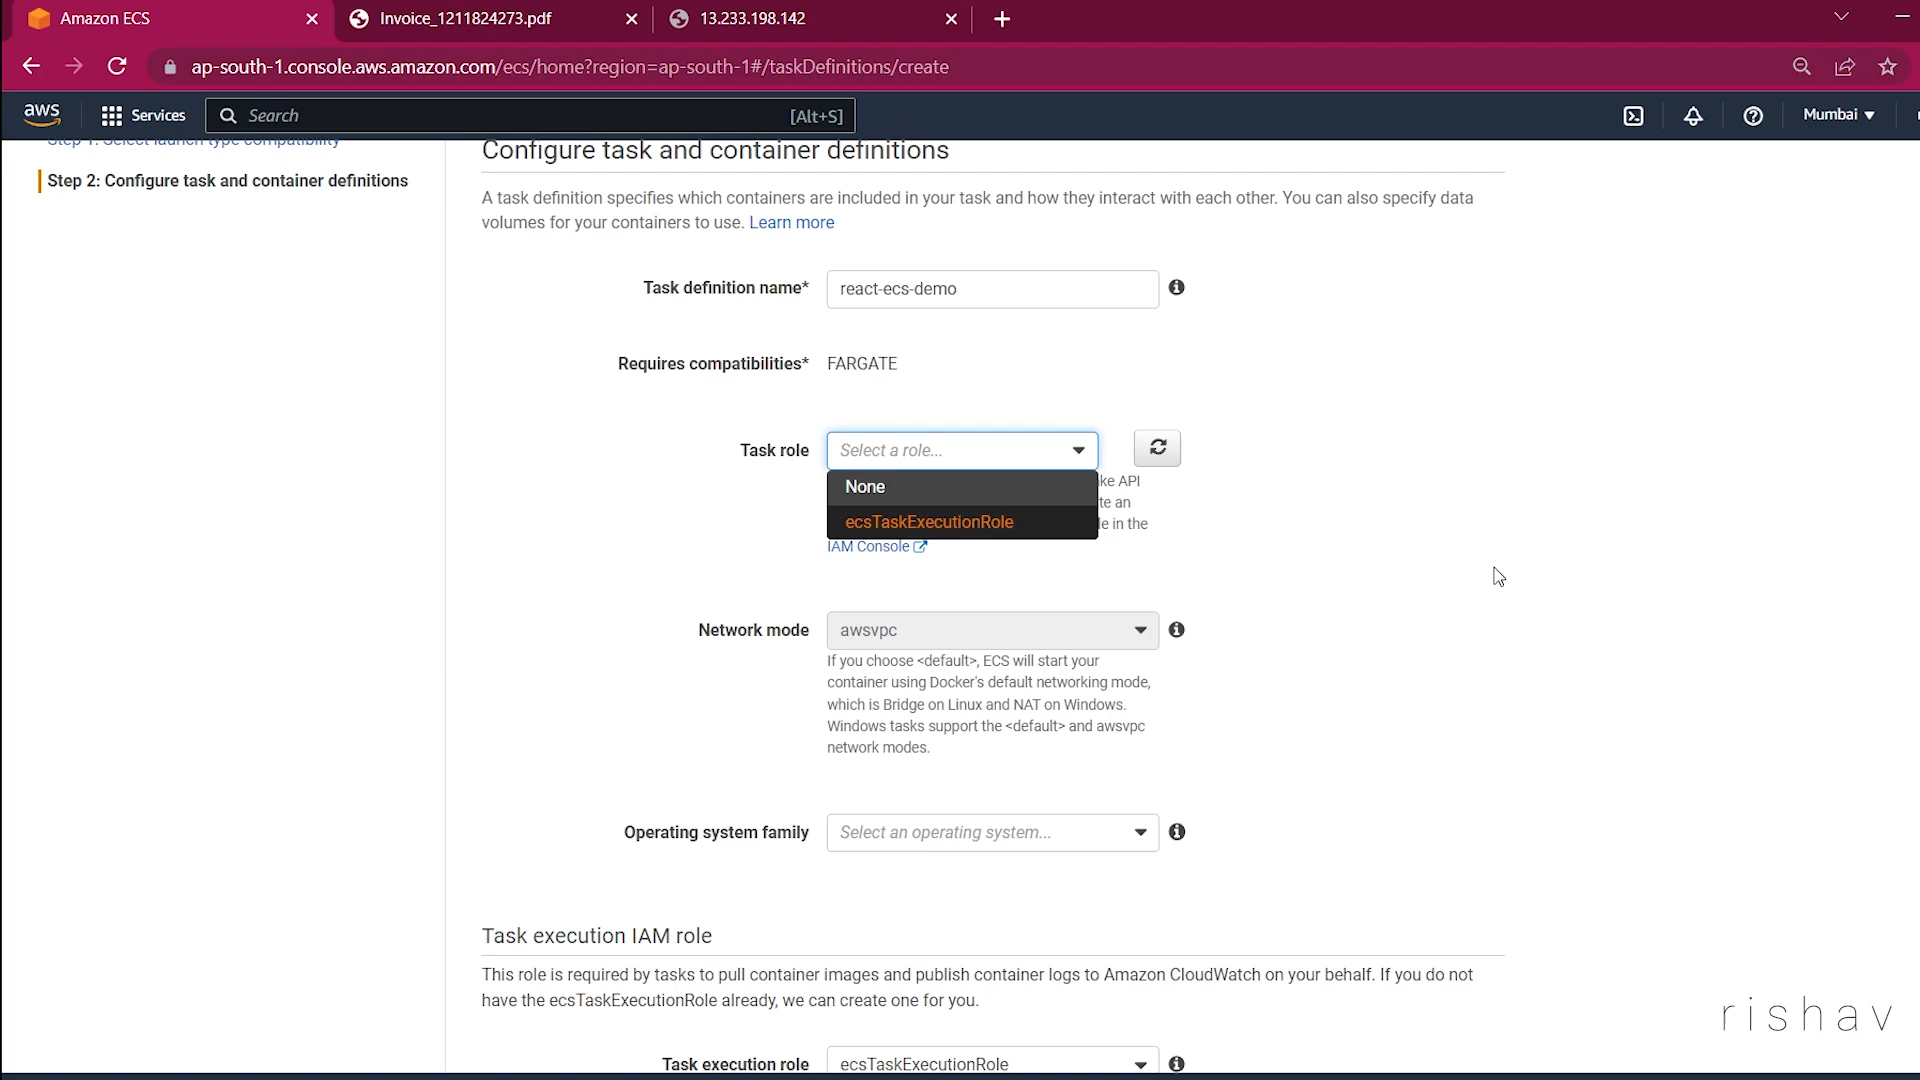 Amazon ECS
Invoice_1211824273.pdf
13.233.198.142
ap-south-1.console.aws.amazon.com/ecs/home?region=ap-south-1#/taskDefinitions/create
aws
Services
Search
[Alt+S]
Mumbai
Step 1: Select launch type compatibility
Step 2: Configure task and container definitions
Configure task and container definitions
A task definition specifies which containers are included in your task and how they interact with each other. You can also specify data
volumes for your containers to use. Learn more
Task definition name* react-ecs-demo
Requires compatibilities* FARGATE
Task role Select a role...
None
ecsTaskExecutionRole
ke API
te an
le in the
IAM Console
Network mode awsvpc
If you choose <default>, ECS will start your
container using Docker's default networking mode,
which is Bridge on Linux and NAT on Windows.
Windows tasks support the <default> and awsvpc
network modes.
Operating system family Select an operating system...
Task execution IAM role
This role is required by tasks to pull container images and publish container logs to Amazon CloudWatch on your behalf. If you do not
have the ecsTaskExecutionRole already, we can create one for you.
rishav
Task execution role ecsTaskExecutionRole